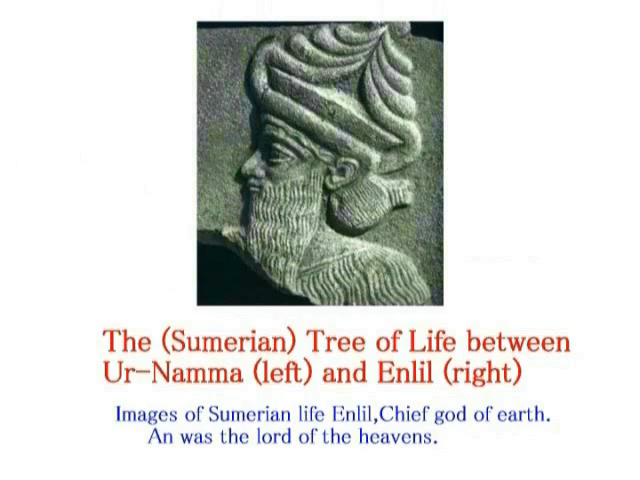 The (Sumerian) Tree of Life between
Ur-Namma (left) and Enlil (right)
Images of Sumerian life Enlil,Chief god of earth.
An was the lord of the heavens.